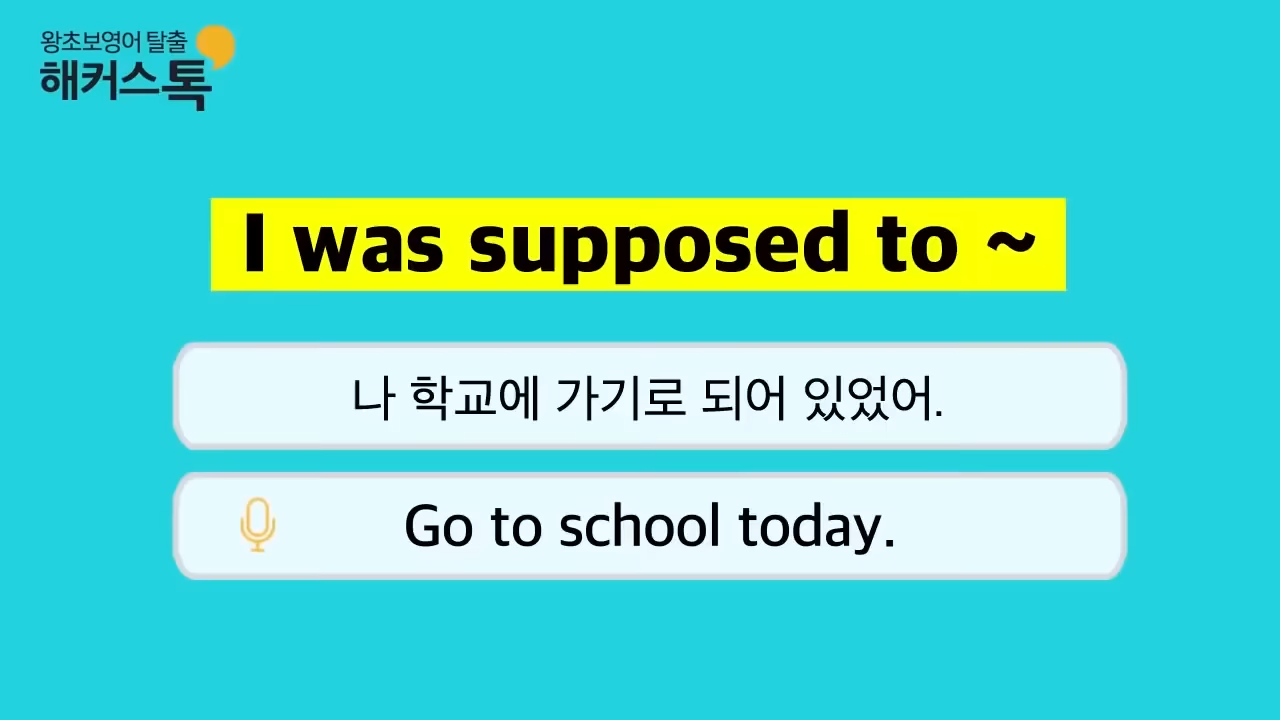 왕초보영어 탈출
해커스톡
I was supposed to ~
나 학교에 가기로 되어 있었어.
Go to school today.